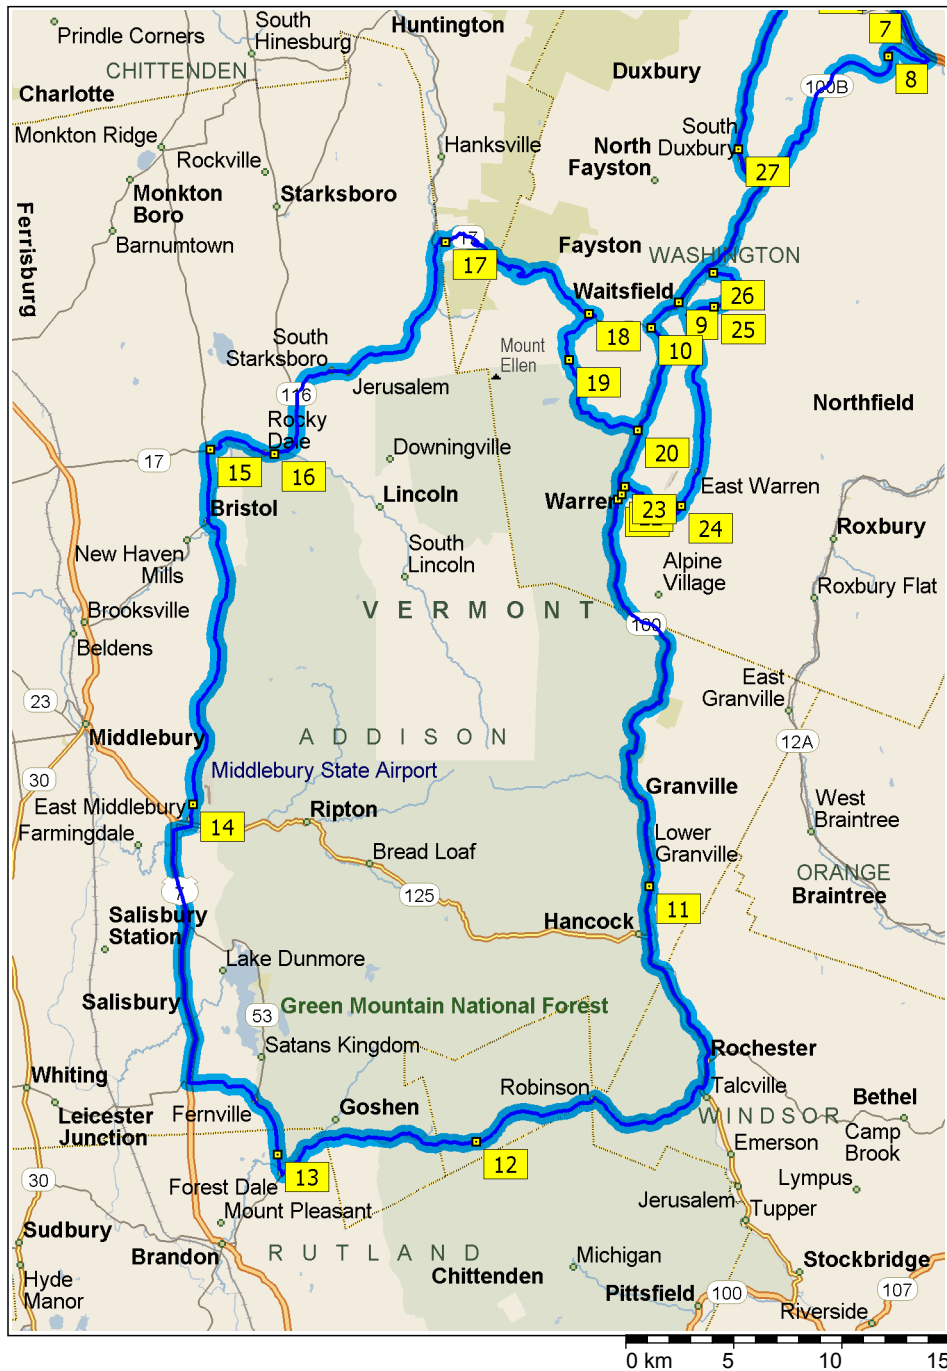 Prindle Corners
South
Hinesburg
Huntington
CHITTENDEN
Charlotte
Duxbury
7
8
100B
Monkton Ridge
Hanksville
North
Fayston
South
Duxbury
Rockville
27
Monkton
Boro
Starksboro
Ferrisburg
Barnumtown
17
Fayston
WASHINGTON
17
Waitsfield
26
9
25
18
10
South
Starksboro
Mount
Ellen
Jerusalem
19
116
Northfield
Rocky
Dale
17
15
16
Downingville
20
East Warren
Lincoln
Warren
Bristol
23
24
Roxbury
New Haven
Mills
South
Lincoln
Alpine
Village
Roxbury Flat
Brooksville
VERMONT
Beldens
100
East
Granville
23
Middlebury
ADDISON
12A
30
Middlebury State Airport
Granville
East Middlebury
Ripton
West
Braintree
Farmingdale
14
Lower
Granville
Bread Loaf
ORANGE
Braintree
7
125
11
Salisbury
Station
Hancock
Lake Dunmore
Salisbury
Green Mountain National Forest
53
Satans Kingdom
Rochester
Whiting
Robinson
Talcville
Bethel
Leicester
Junction
Fernville
Goshen
WINDSOR
Camp
Brook
Emerson
12
30
13
Forest Dale
Lympus
Jerusalem
Mount Pleasant
Tupper
Sudbury
Brandon
RUTLAND
Michigan
Stockbridge
Hyde
Manor
Chittenden
Pittsfield
100
107
Riverside
0 km 5 10 15